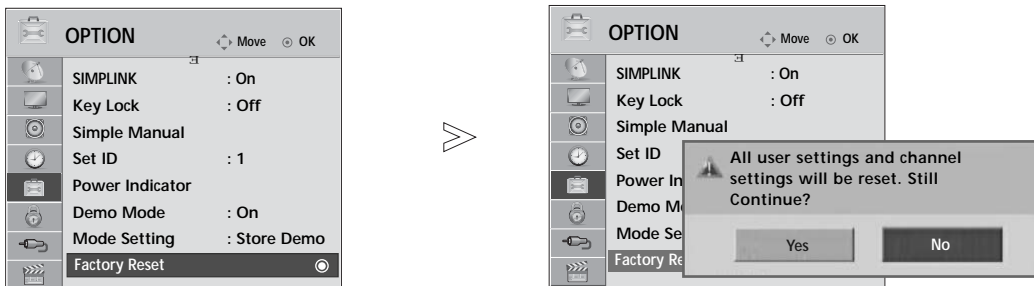 OPTION
Move OK
SIMPLINK : On
Key Lock : Off
Simple Manual
Set ID : 1
Power Indicator
Demo Mode : On
Mode Setting : Store Demo
Factory Reset
OPTION
Move OK
SIMPLINK : On
Key Lock : Off
Simple Manual
Set ID
Power In
Demo M
Mode Se
Factory Re
All user settings and channel
settings will be reset. Still
Continue?
Yes
No